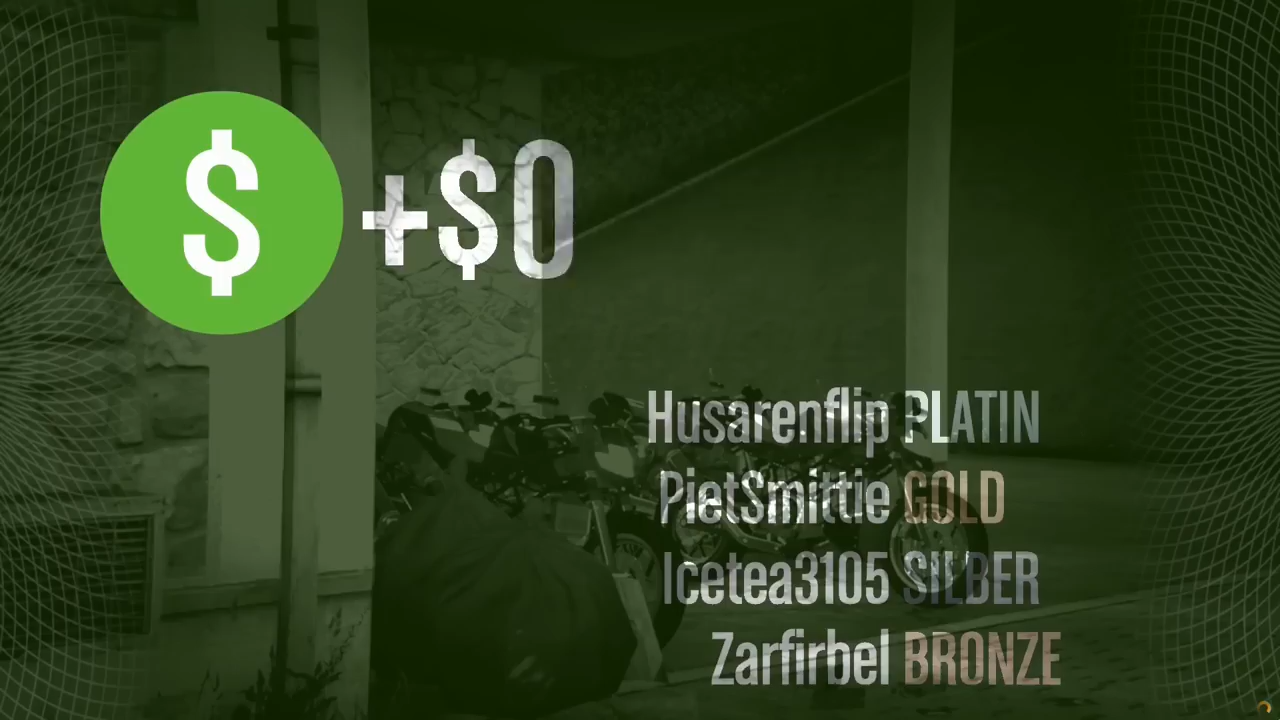 $ +$0
Husarenflip PLATIN
PietSmittie GOLD
Icetea3105 SILBER
Zarfirbel BRONZE